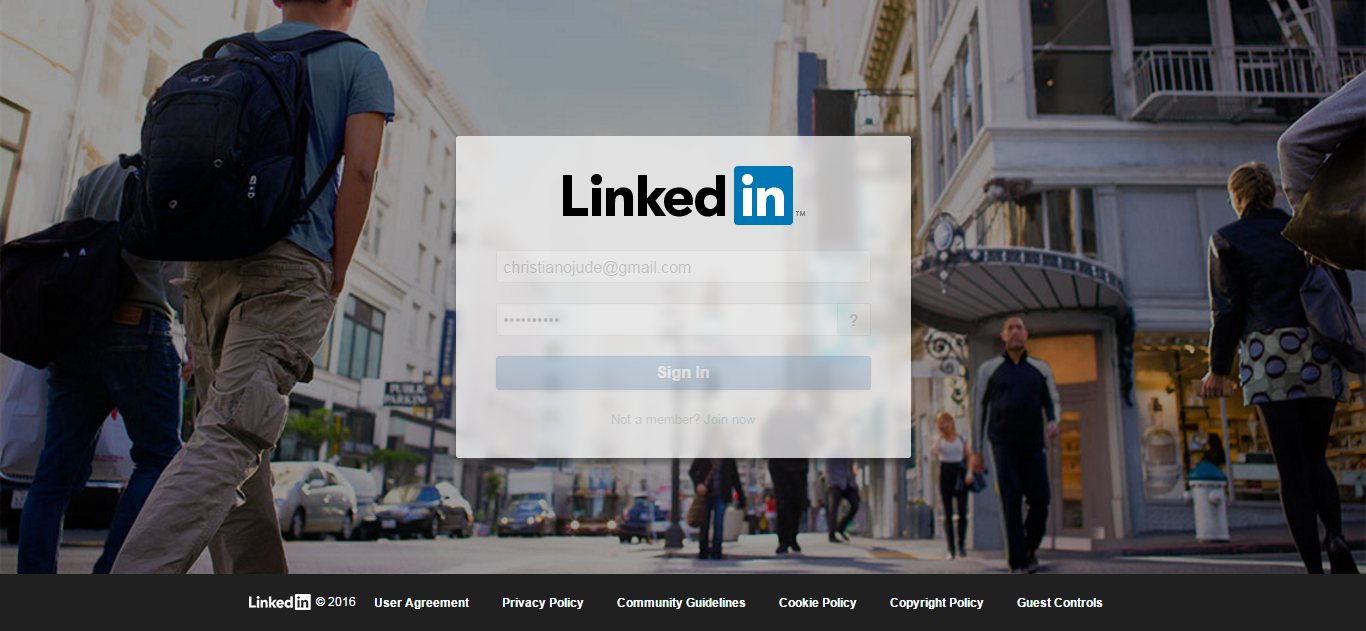 Linked in ™
christianojude@gmail.com
•••••••••• ?
Sign In
Not a member? Join now
PUBLIC
PARKING
Linked in © 2016 User Agreement Privacy Policy Community Guidelines Cookie Policy Copyright Policy Guest Controls